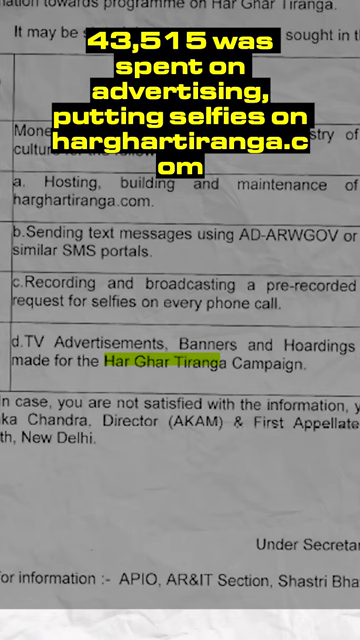 nation towards programme on Har Ghar Tiranga.
It may be
sought in th
43,515 was
spent on
advertising,
putting selfies on
harghartiranga.c
om
Mone
stry of
cultur
a. Hosting, building and maintenance of
harghartiranga.com.
b.Sending text messages using AD-ARWGOV or
similar SMS portals.
c.Recording and broadcasting a pre-recorded
request for selfies on every phone call.
d.TV Advertisements, Banners and Hoardings
made for the Har Ghar Tiranga Campaign.
In case, you are not satisfied with the information, y
ka Chandra, Director (AKAM) & First Appellate
th, New Delhi.
Under Secreta
for information :- APIO, AR&IT Section, Shastri Bha